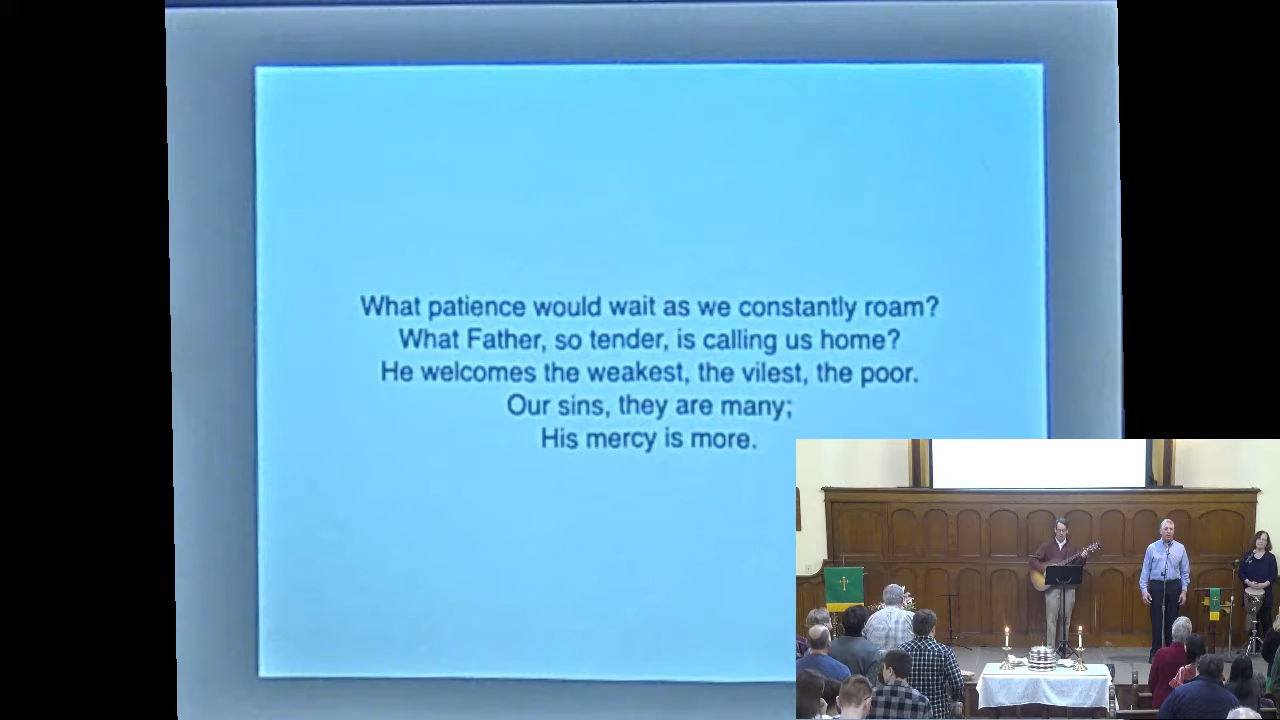 What patience would wait as we constantly roam?
What Father, so tender, is calling us home?
He welcomes the weakest, the vilest, the poor.
Our sins, they are many;
His mercy is more.